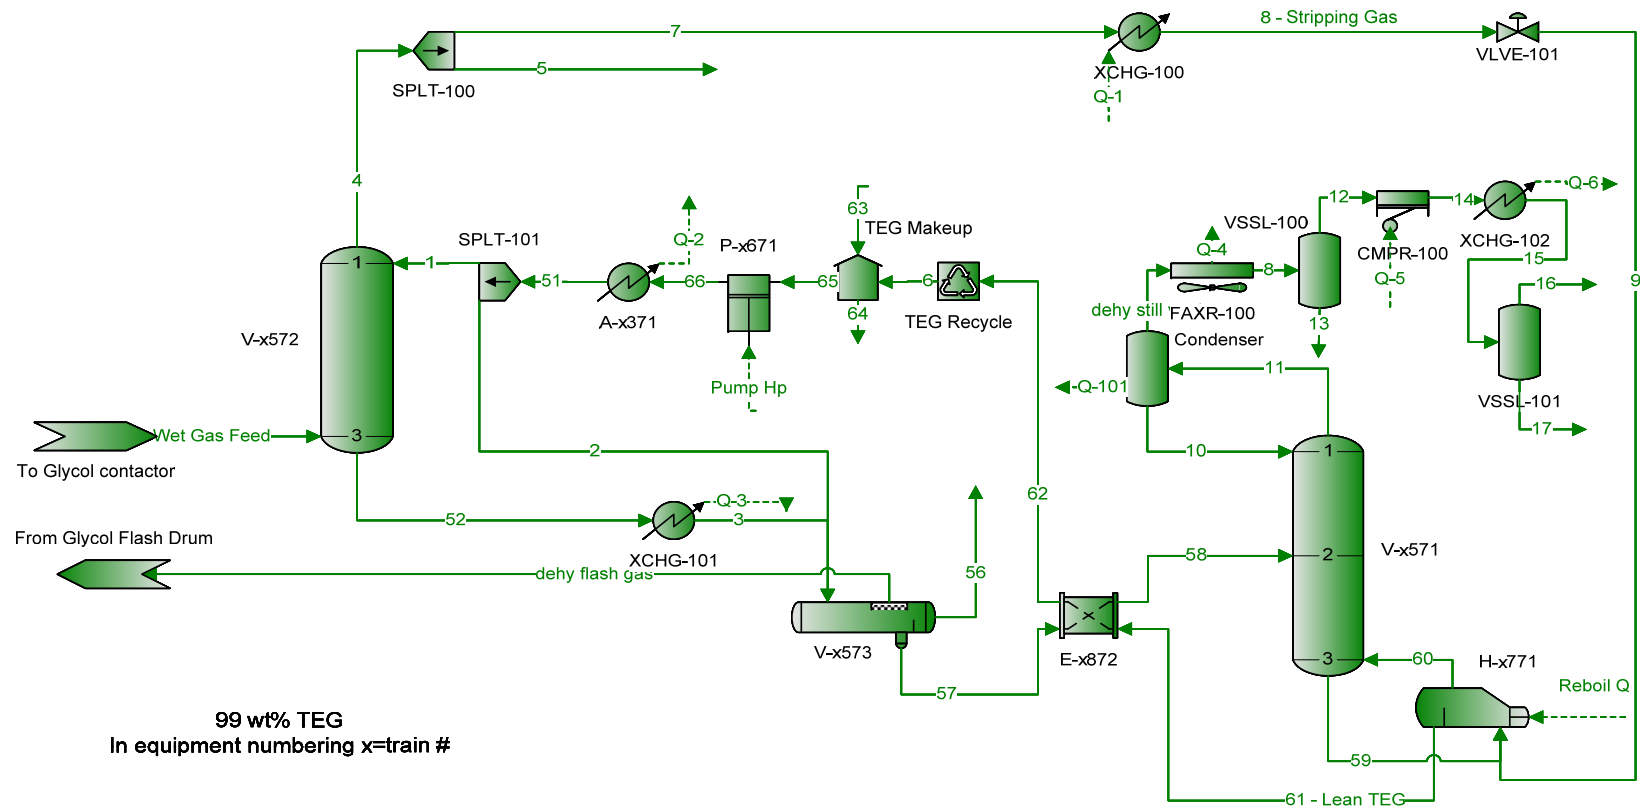 7
8 - Stripping Gas
5
SPLT-100
XCHG-100
VLVE-101
Q-1
4
63
TEG Makeup
12
14
Q-6
VSSL-100
SPLT-101
Q-2
P-x671
CMPR-100
XCHG-102
15
1
1
51
66
65
6
Q-4
8
Q-5
16
9
A-x371
64
TEG Recycle
dehy still
FAXR-100
13
V-x572
Condenser
11
Pump Hp
Q-101
VSSL-101
17
Wet Gas Feed
3
To Glycol contactor
2
10
1
52
Q-3
3
62
From Glycol Flash Drum
XCHG-101
58
2
V-x571
dehy flash gas
56
V-x573
E-x872
3
60
H-x771
57
Reboil Q
99 wt% TEG
In equipment numbering x=train #
59
61 - Lean TEG